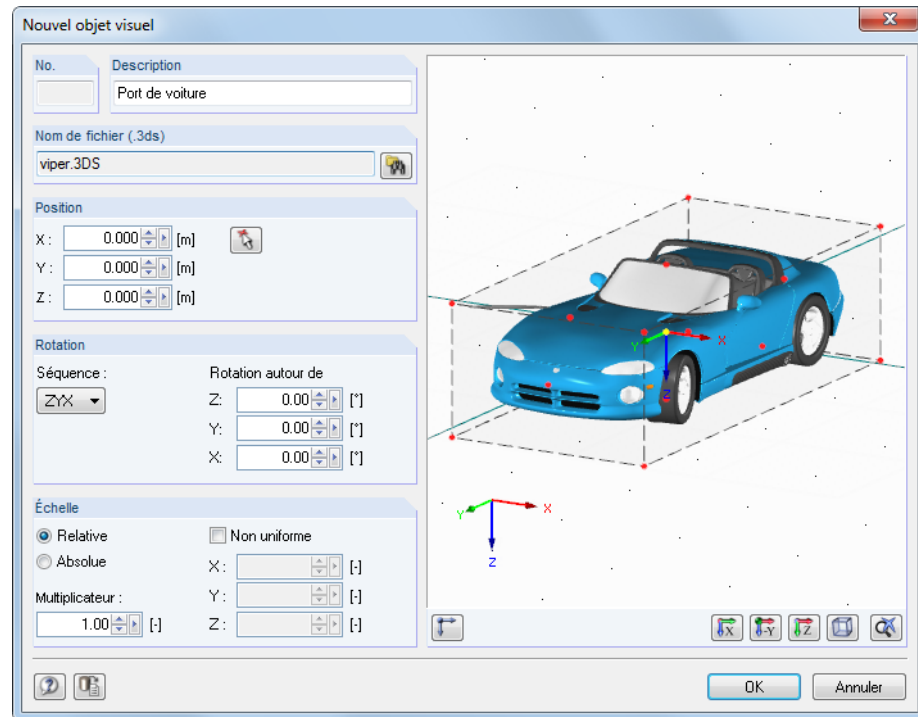 Nouvel objet visuel
No.
Description
Port de voiture
Nom de fichier (.3ds)
viper.3DS
Position
X : 0.000 [m]
Y : 0.000 [m]
Z : 0.000 [m]
Rotation
Séquence : Rotation autour de
ZYX Z: 0.00 [°]
Y: 0.00 [°]
X: 0.00 [°]
Échelle
Relative Non uniforme
Absolue X : [-]
Multiplicateur : Y : [-]
1.00 [-] Z : [-]
Y X
Z
Y X
Z
X -Y Z
OK Annuler